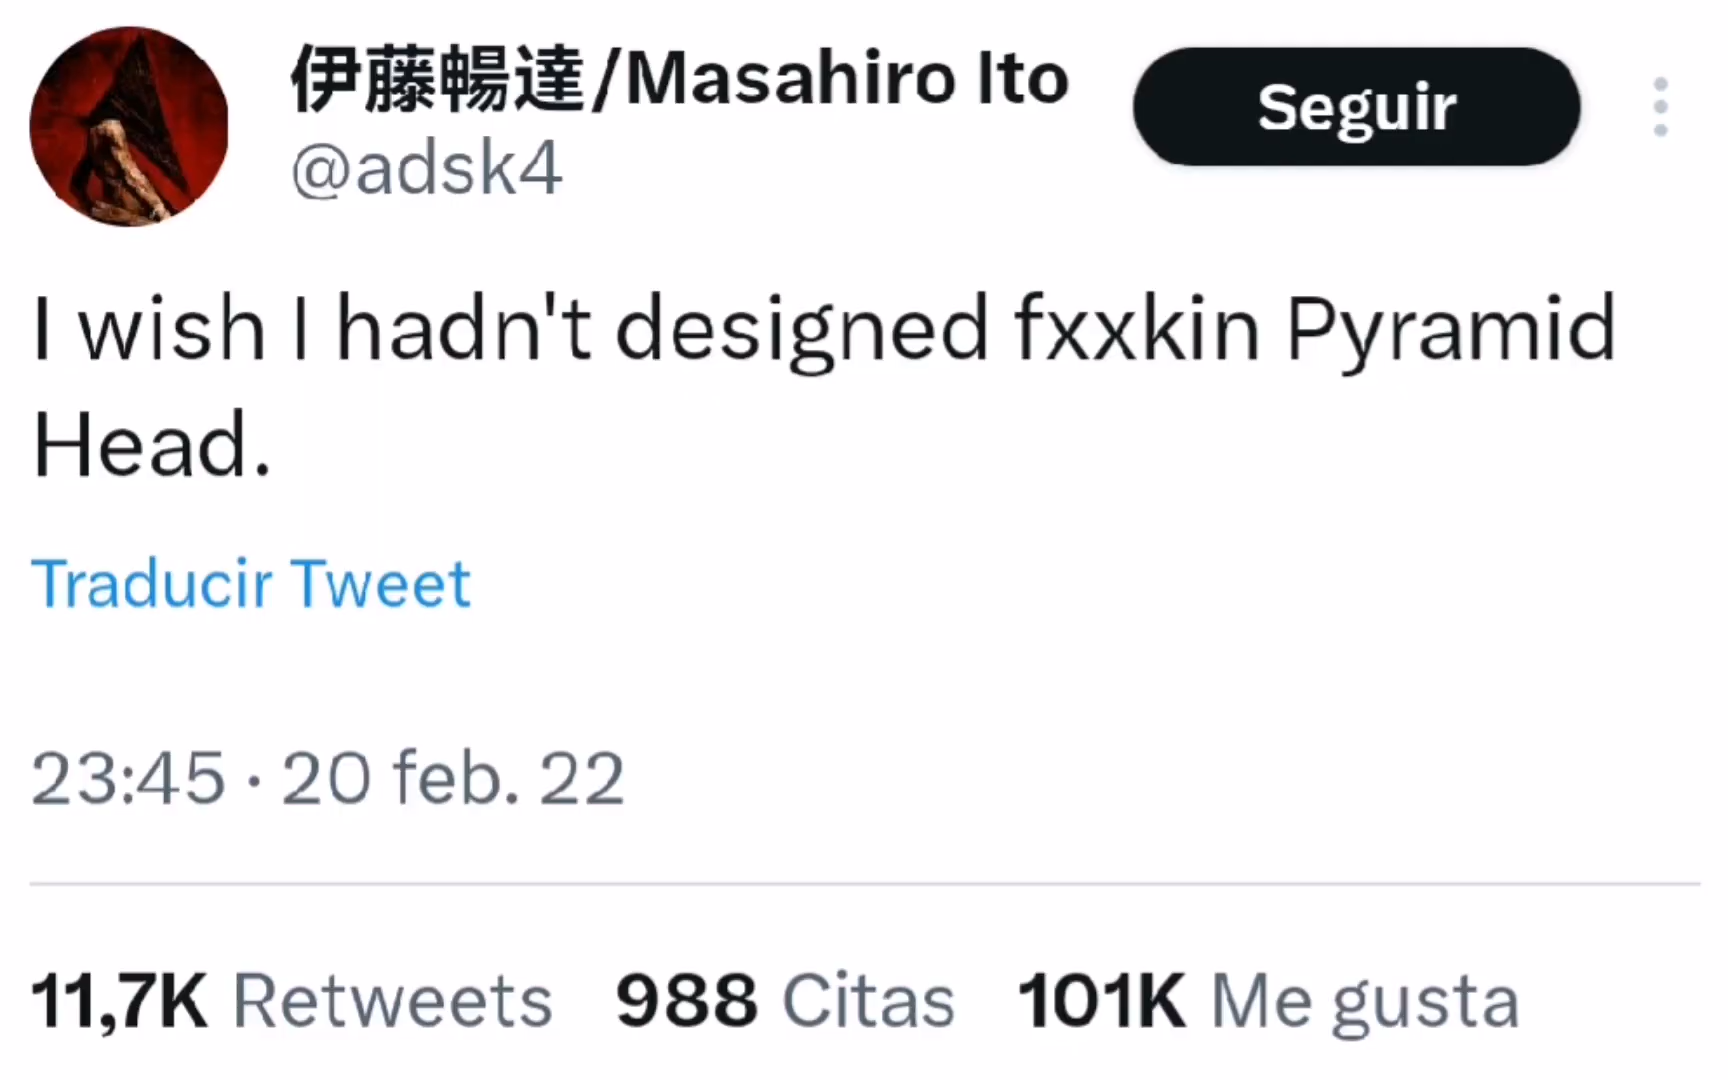 伊藤暢達/Masahiro Ito
Seguir
@adsk4
I wish I hadn't designed fxxkin Pyramid
Head.
Traducir Tweet
23:45 · 20 feb. 22
11,7K Retweets 988 Citas 101K Me gusta